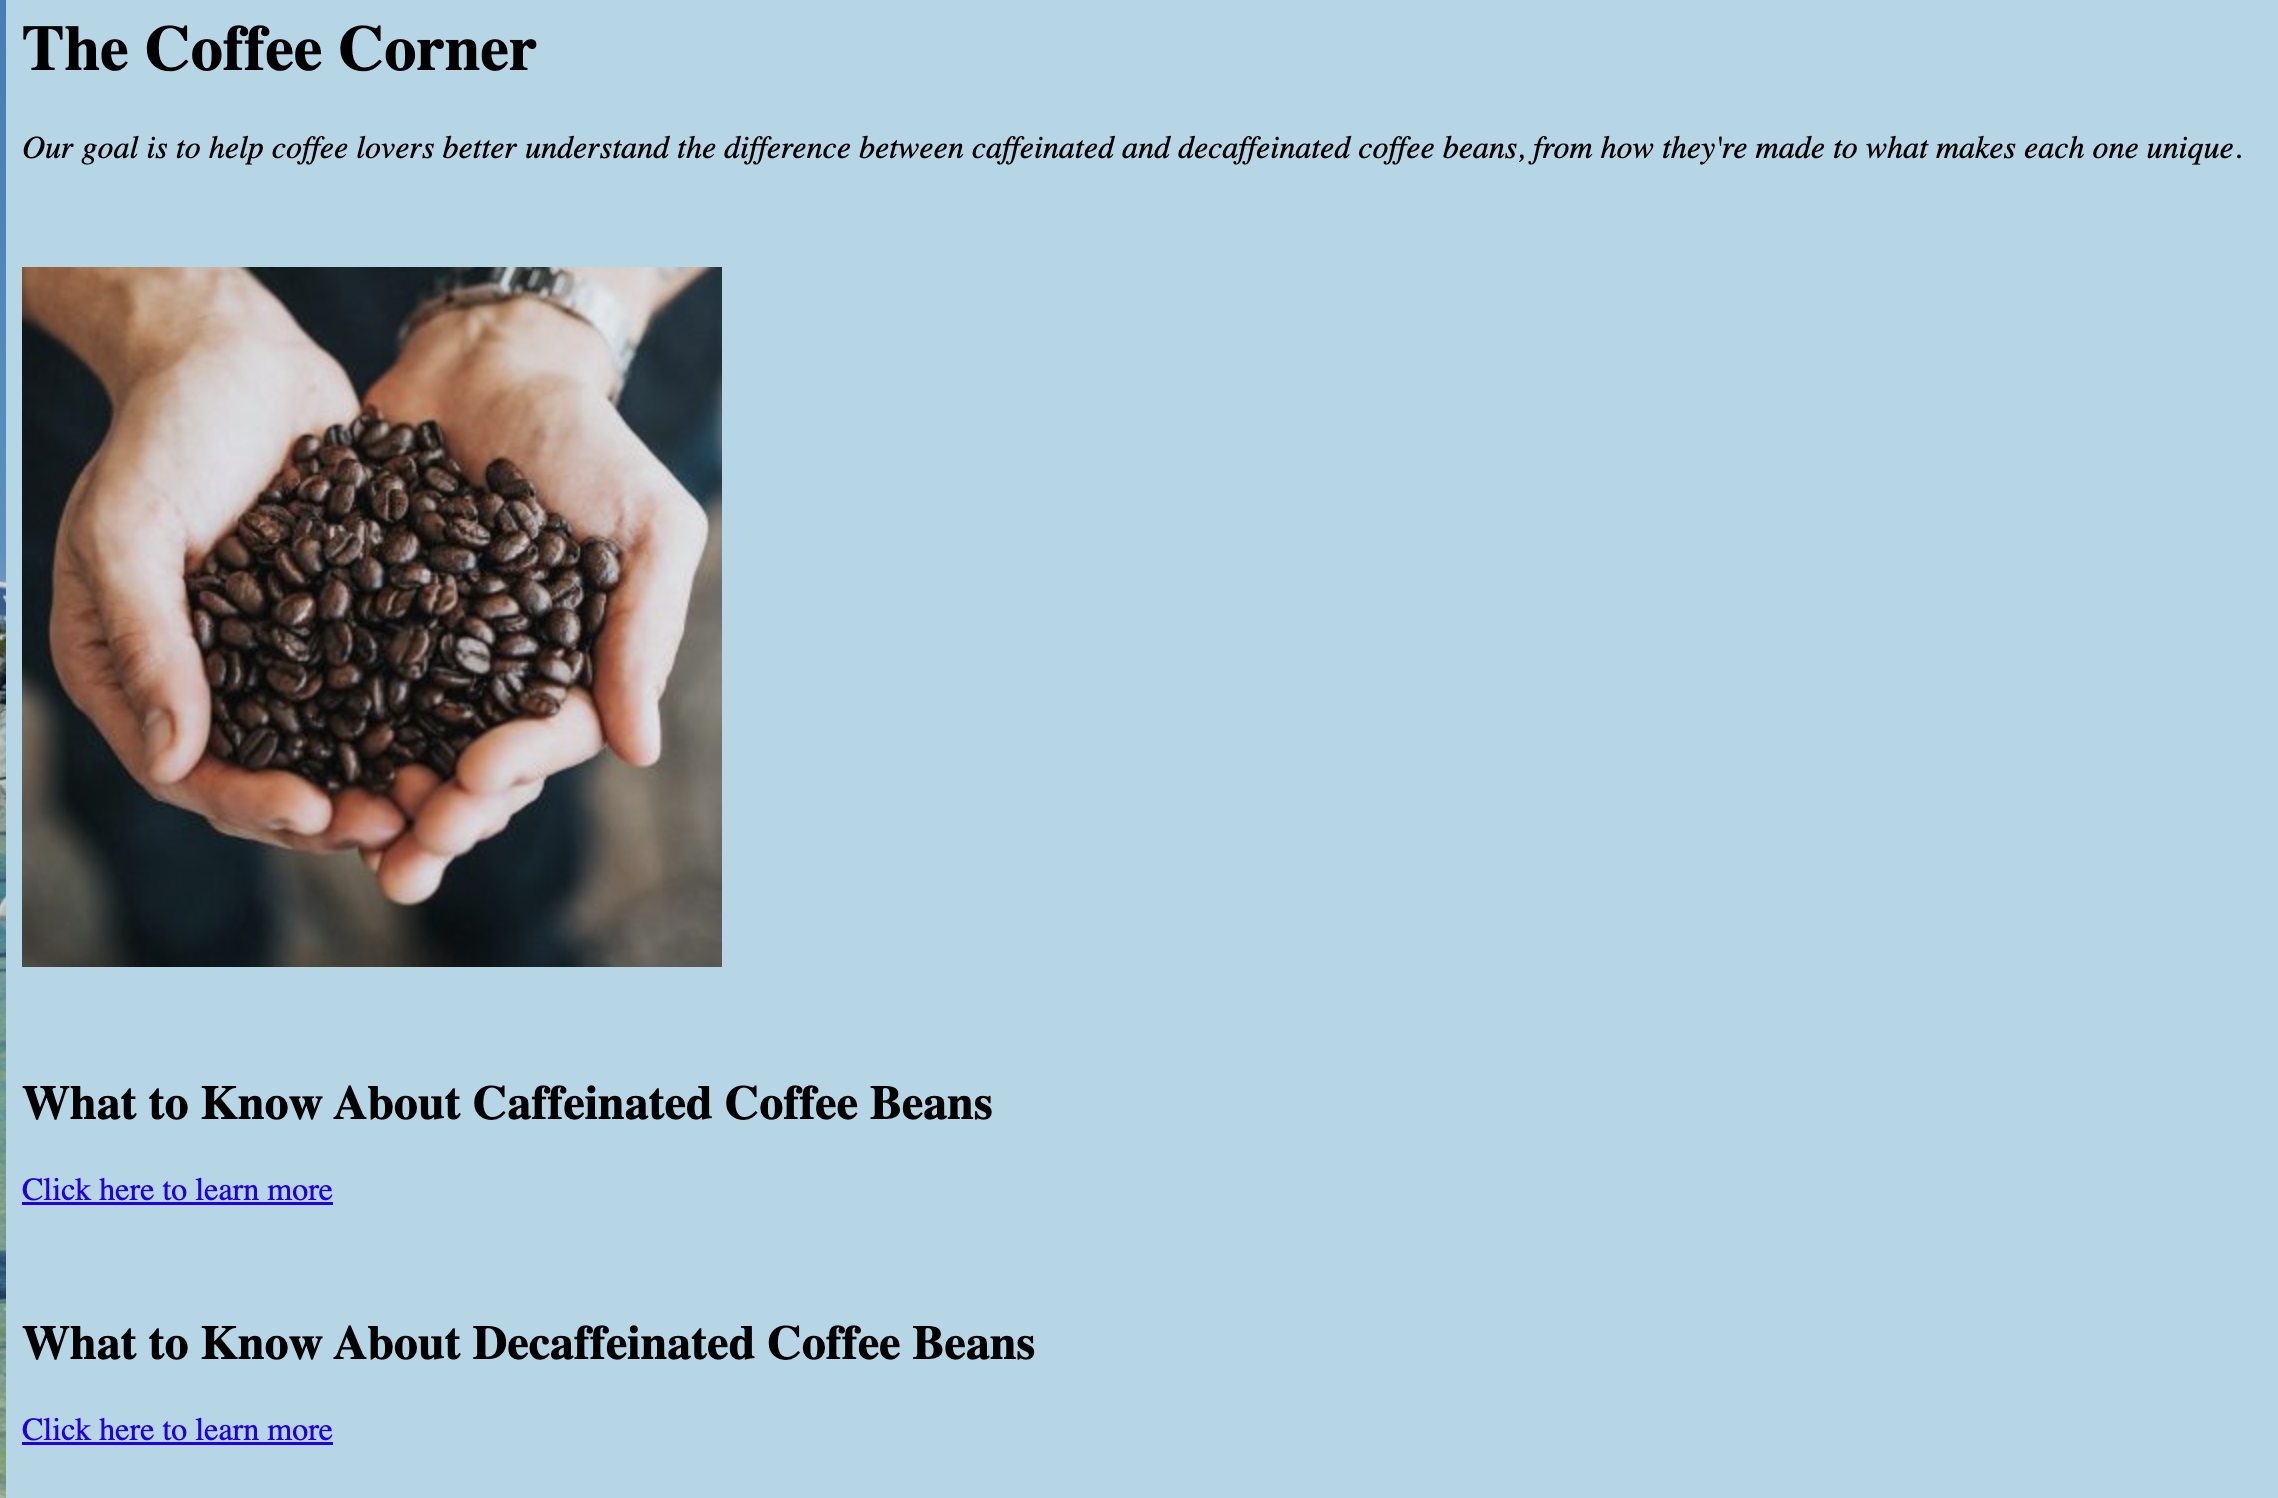 The Coffee Corner
Our goal is to help coffee lovers better understand the difference between caffeinated and decaffeinated coffee beans, from how they're made to what makes each one unique.
What to Know About Caffeinated Coffee Beans
Click here to learn more
What to Know About Decaffeinated Coffee Beans
Click here to learn more